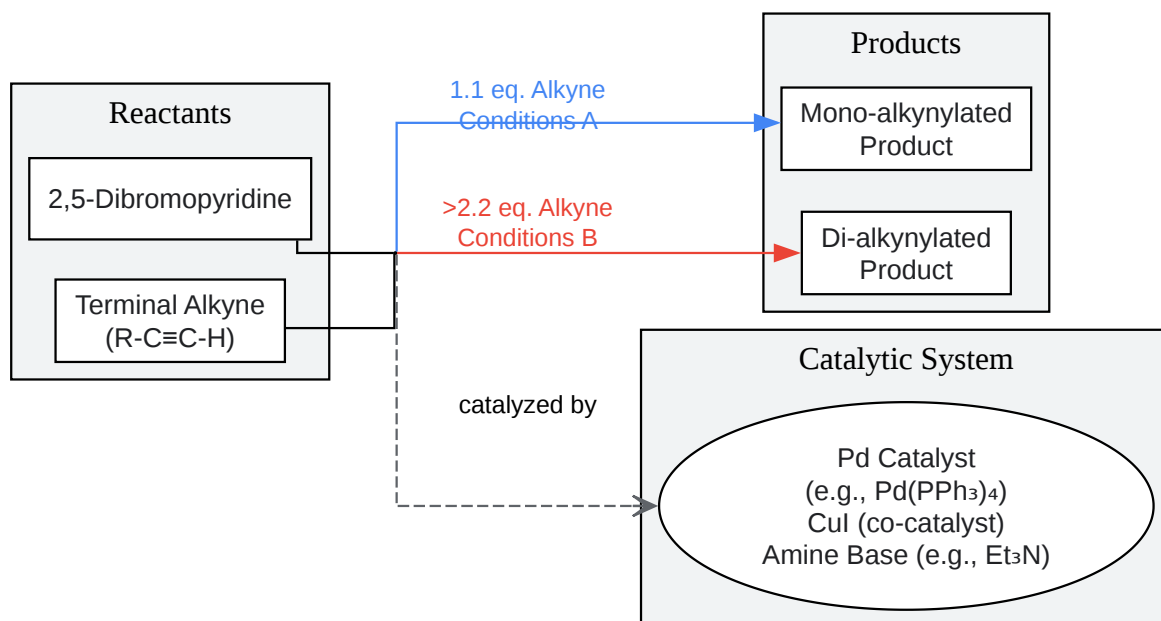 Reactants
2,5-Dibromopyridine
Terminal Alkyne
(R-C≡C-H)
1.1 eq. Alkyne
Conditions A
>2.2 eq. Alkyne
Conditions B
catalyzed by
Products
Mono-alkynylated
Product
Di-alkynylated
Product
Catalytic System
Pd Catalyst
(e.g., Pd(PPh₃)₄)
CuI (co-catalyst)
Amine Base (e.g., Et₃N)